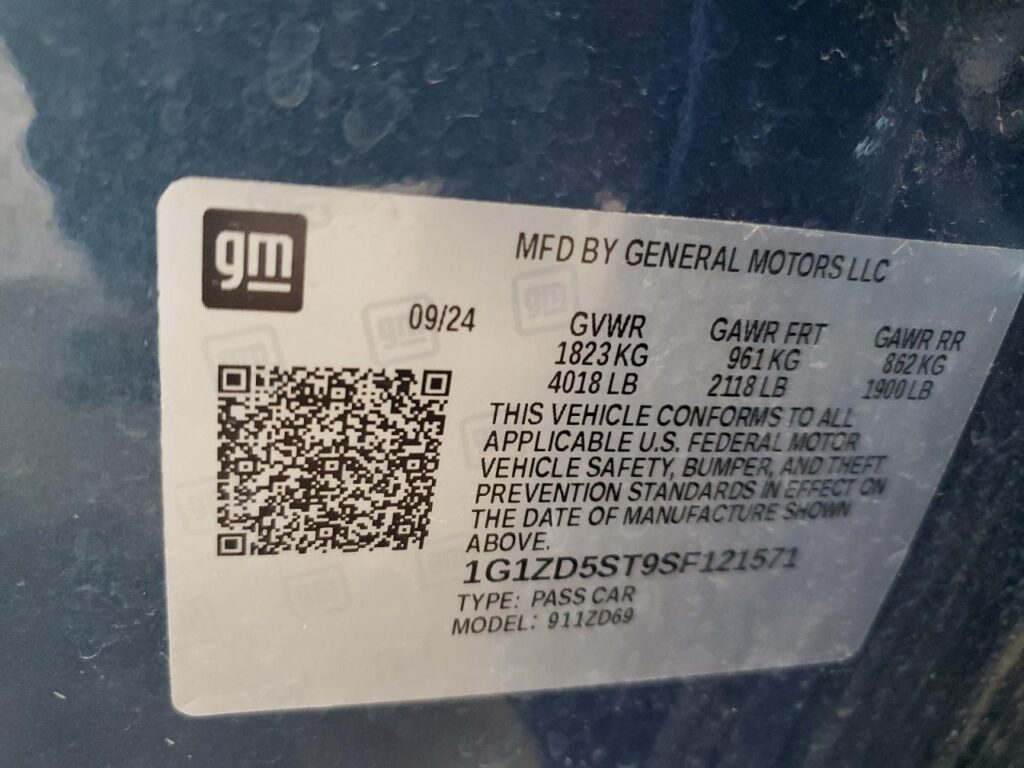 gm
MFD BY GENERAL MOTORS LLC
09/24
GVWR GAWR FRT GAWR RR
1823 KG 961 KG 862 KG
4018 LB 2118 LB 1900 LB
THIS VEHICLE CONFORMS TO ALL
APPLICABLE U.S. FEDERAL MOTOR
VEHICLE SAFETY, BUMPER, AND THEFT
PREVENTION STANDARDS IN EFFECT ON
THE DATE OF MANUFACTURE SHOWN
ABOVE.
1G1ZD5ST9SF121571
TYPE: PASS CAR
MODEL: 911ZD69